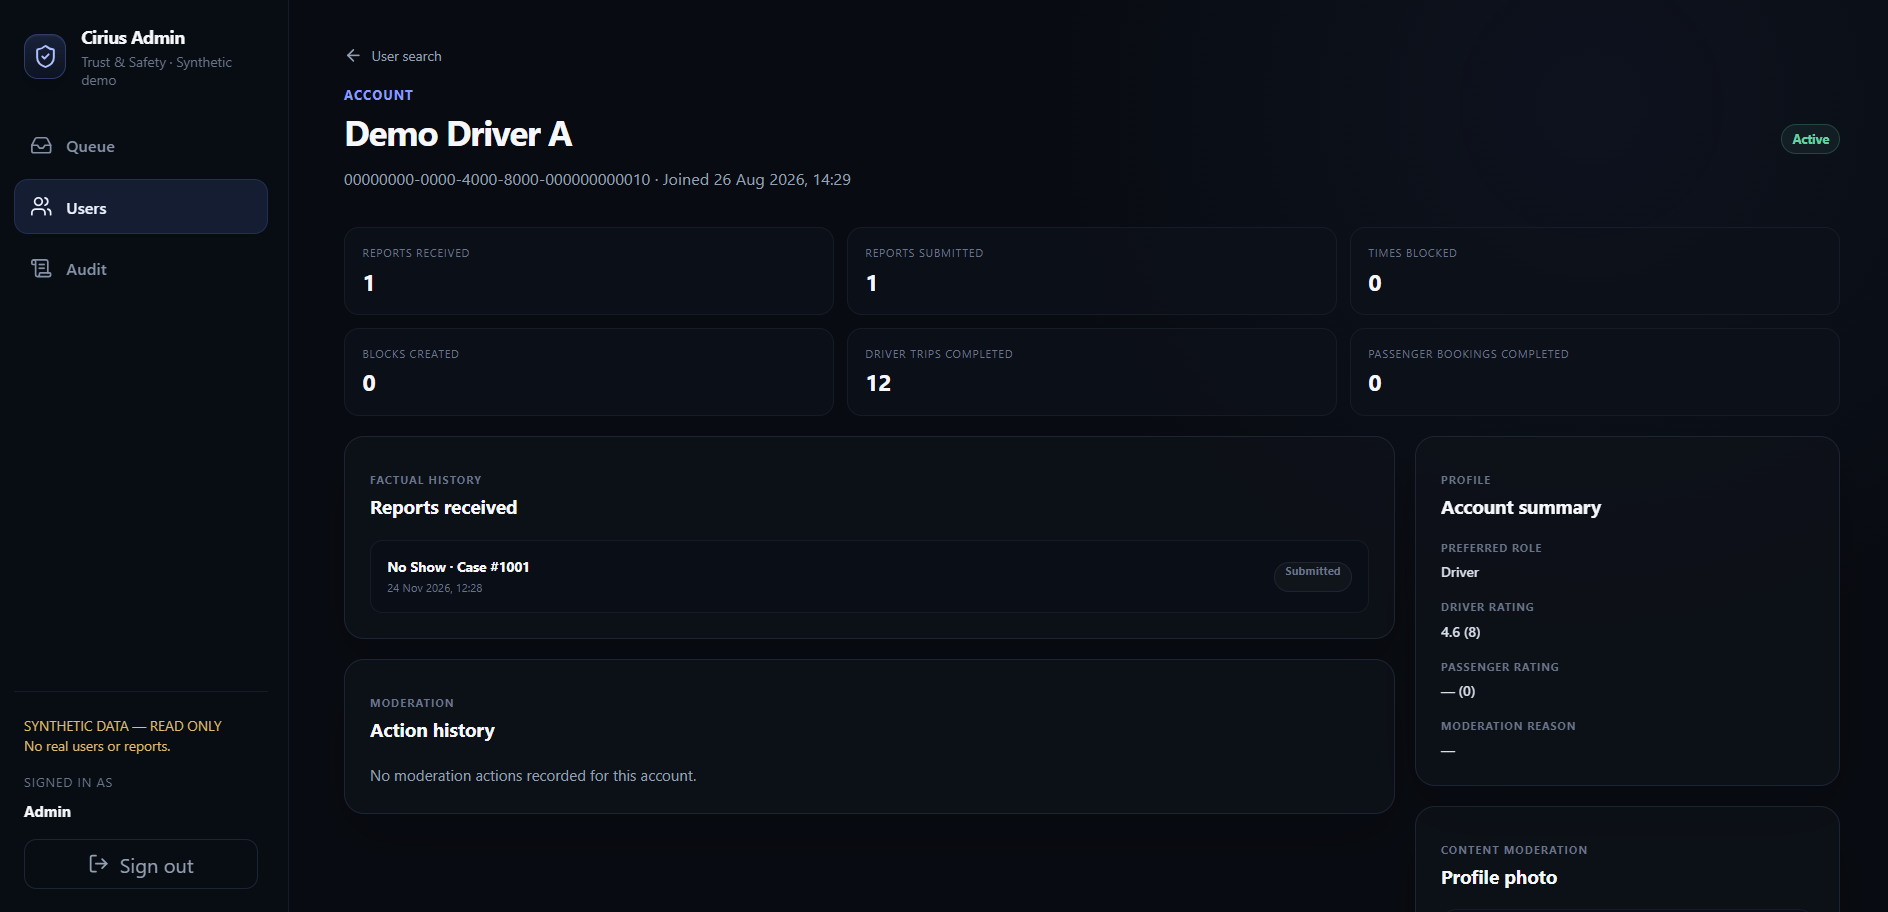 Cirius Admin
Trust & Safety · Synthetic
demo
Queue
Users
Audit
SYNTHETIC DATA — READ ONLY
No real users or reports.
SIGNED IN AS
Admin
Sign out
User search
ACCOUNT
Demo Driver A
Active
00000000-0000-4000-8000-000000000010 · Joined 26 Aug 2026, 14:29
REPORTS RECEIVED
1
REPORTS SUBMITTED
1
TIMES BLOCKED
0
BLOCKS CREATED
0
DRIVER TRIPS COMPLETED
12
PASSENGER BOOKINGS COMPLETED
0
FACTUAL HISTORY
Reports received
No Show · Case #1001
24 Nov 2026, 12:28
Submitted
MODERATION
Action history
No moderation actions recorded for this account.
PROFILE
Account summary
PREFERRED ROLE
Driver
DRIVER RATING
4.6 (8)
PASSENGER RATING
— (0)
MODERATION REASON
—
CONTENT MODERATION
Profile photo